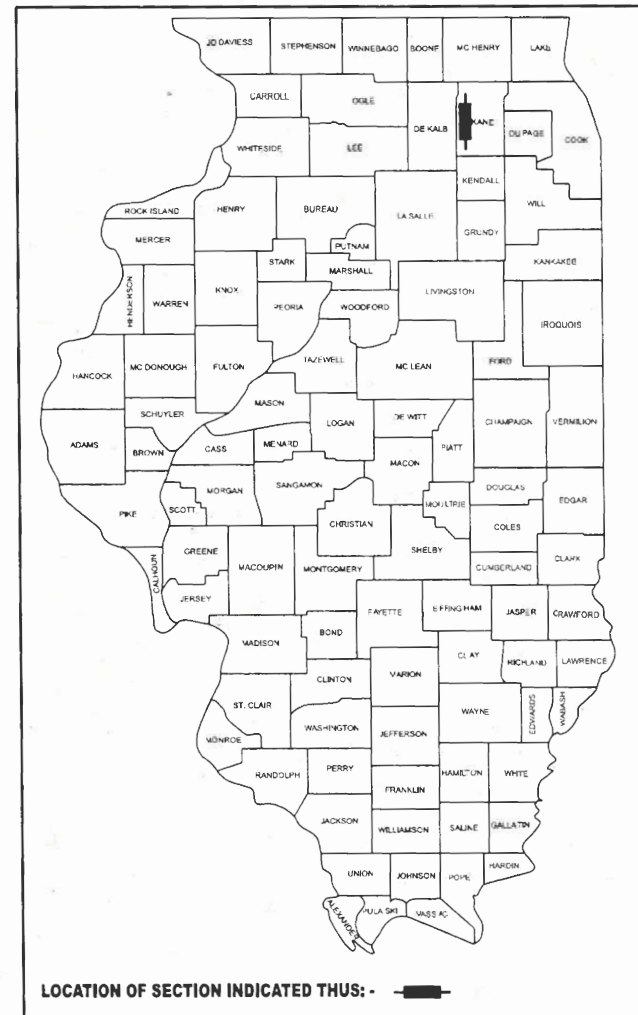 JO DAVIESS STEPHENSON WINNEBAGO BOONE MC HENRY LAKE
CARROLL OGLE
DE KALB KANE DU PAGE COOK
WHITESIDE LEE
KENDALL
ROCK ISLAND HENRY BUREAU LA SALLE WILL
MERCER PUTNAM GRUNDY
STARK MARSHALL KANKAKEE
HENDERSON WARREN KNOX PEORIA WOODFORD LIVINGSTON
IROQUOIS
HANCOCK MC DONOUGH FULTON TAZEWELL MC LEAN FORD
MASON
SCHUYLER LOGAN DE WITT CHAMPAIGN VERMILION
ADAMS BROWN CASS MENARD PIATT
MACON
MORGAN SANGAMON DOUGLAS
PIKE SCOTT MOULTRIE EDGAR
CHRISTIAN COLES
GREENE SHELBY
CALHOUN MACOUPIN MONTGOMERY CUMBERLAND CLARK
JERSEY
FAYETTE EFFINGHAM JASPER CRAWFORD
MADISON BOND
CLAY RICHLAND LAWRENCE
CLINTON MARION
ST. CLAIR WAYNE EDWARDS WABASH
MONROE WASHINGTON JEFFERSON
RANDOLPH PERRY HAMILTON WHITE
FRANKLIN
JACKSON WILLIAMSON SALINE GALLATIN
UNION JOHNSON POPE HARDIN
ALEXANDER PULASKI MASSAC
LOCATION OF SECTION INDICATED THUS: -